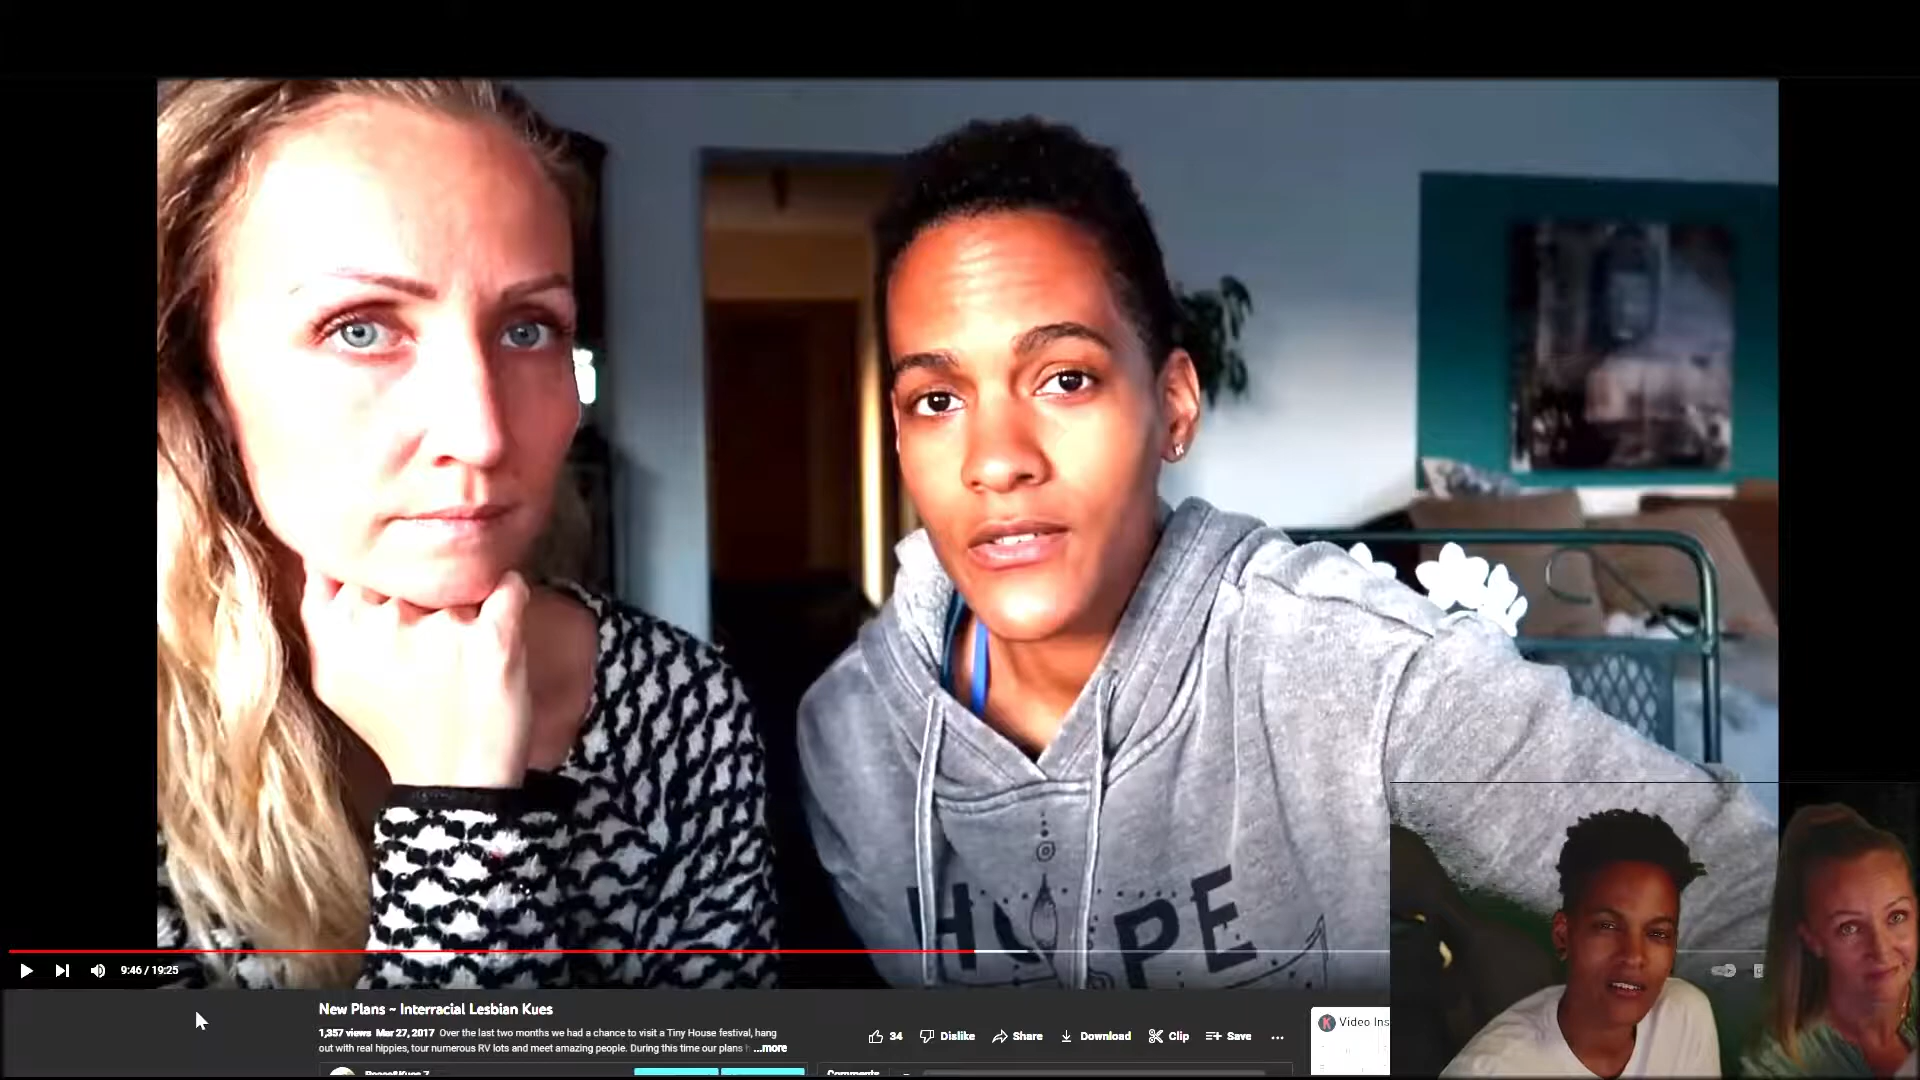 HOPE
9:46 / 19:25
New Plans ~ Interracial Lesbian Kues
1,357 views Mar 27, 2017 Over the last two months we had a chance to visit a Tiny House festival, hang
out with real hippies, tour numerous RV lots and meet amazing people. During this time our plans ...more
34 Dislike Share Download Clip Save ...
K Video Ins
Comments